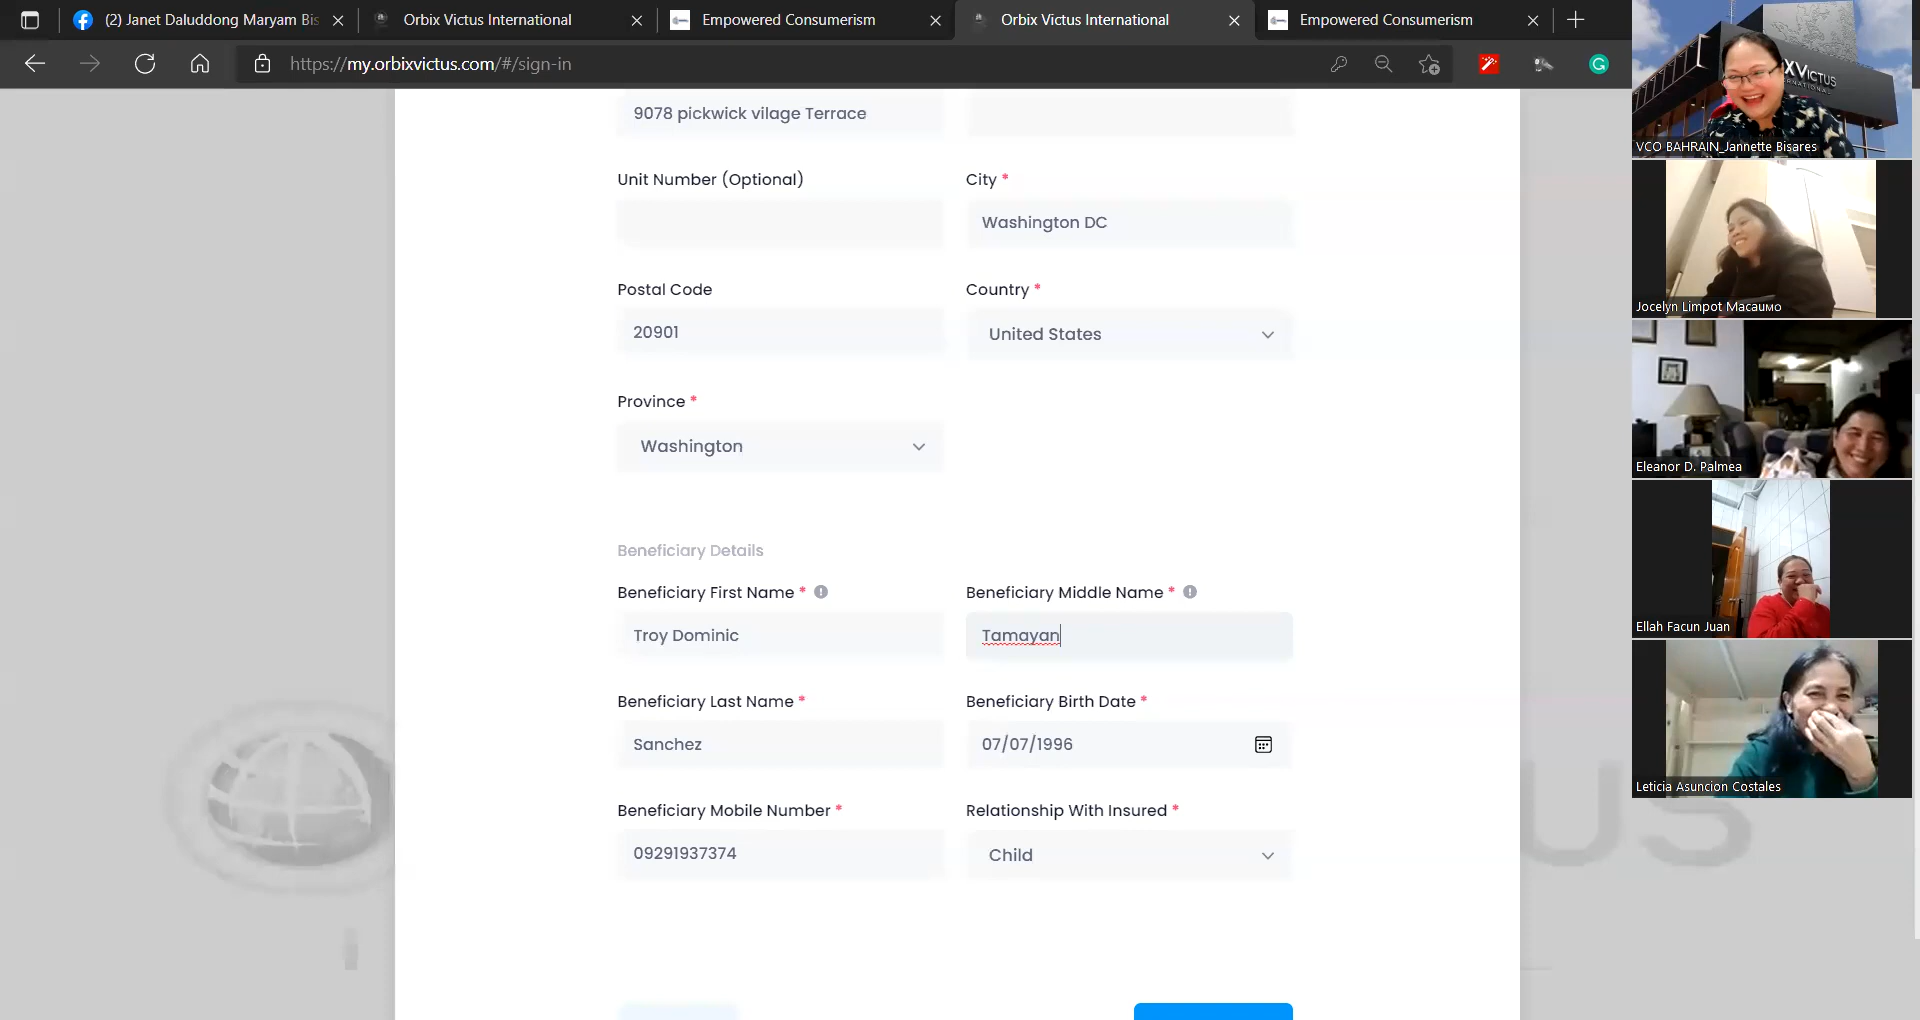 (2) Janet Daluddong Maryam Bis
Orbix Victus International
Empowered Consumerism
Orbix Victus International
Empowered Consumerism
https://my.orbixvictus.com/#/sign-in
9078 pickwick vilage Terrace
Unit Number (Optional)
City *
Washington DC
Postal Code
Country *
20901
United States
Province *
Washington
Beneficiary Details
Beneficiary First Name *
Beneficiary Middle Name *
Troy Dominic
Tamayan
Beneficiary Last Name *
Beneficiary Birth Date *
Sanchez
07/07/1996
Beneficiary Mobile Number *
Relationship With Insured *
09291937374
Child
XVICTUS
VCO BAHRAIN_Jannette Bisares
Jocelyn Limpot Macaumo
Eleanor D. Palmea
Ellah Facun Juan
Leticia Asuncion Costales
US